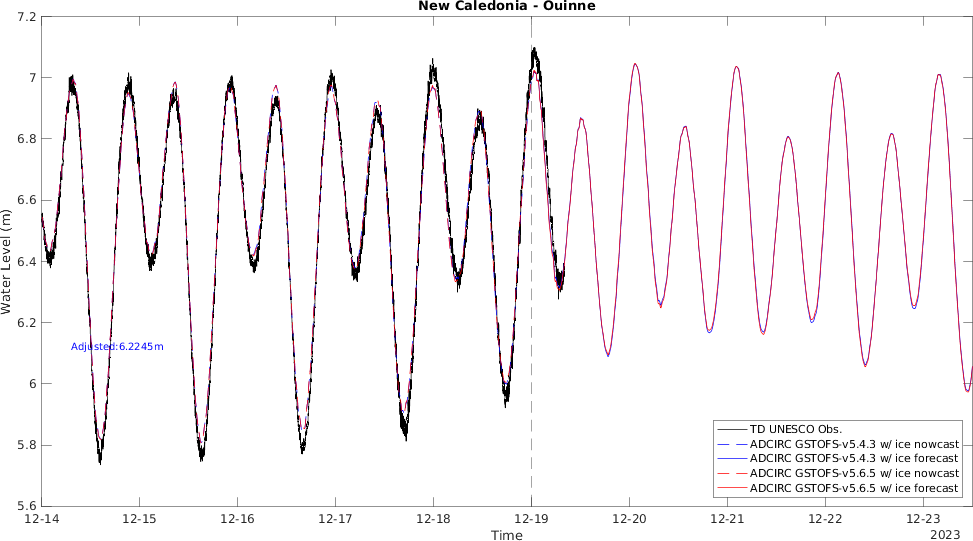 New Caledonia - Ouinne
7.2
7
6.8
6.6
6.4
6.2
6
5.8
5.6
Water Level (m)
Adjusted:6.2245m
TD UNESCO Obs.
ADCIRC GSTOFS-v5.4.3 w/ ice nowcast
ADCIRC GSTOFS-v5.4.3 w/ ice forecast
ADCIRC GSTOFS-v5.6.5 w/ ice nowcast
ADCIRC GSTOFS-v5.6.5 w/ ice forecast
12-14 12-15 12-16 12-17 12-18 12-19 12-20 12-21 12-22 12-23
Time
2023